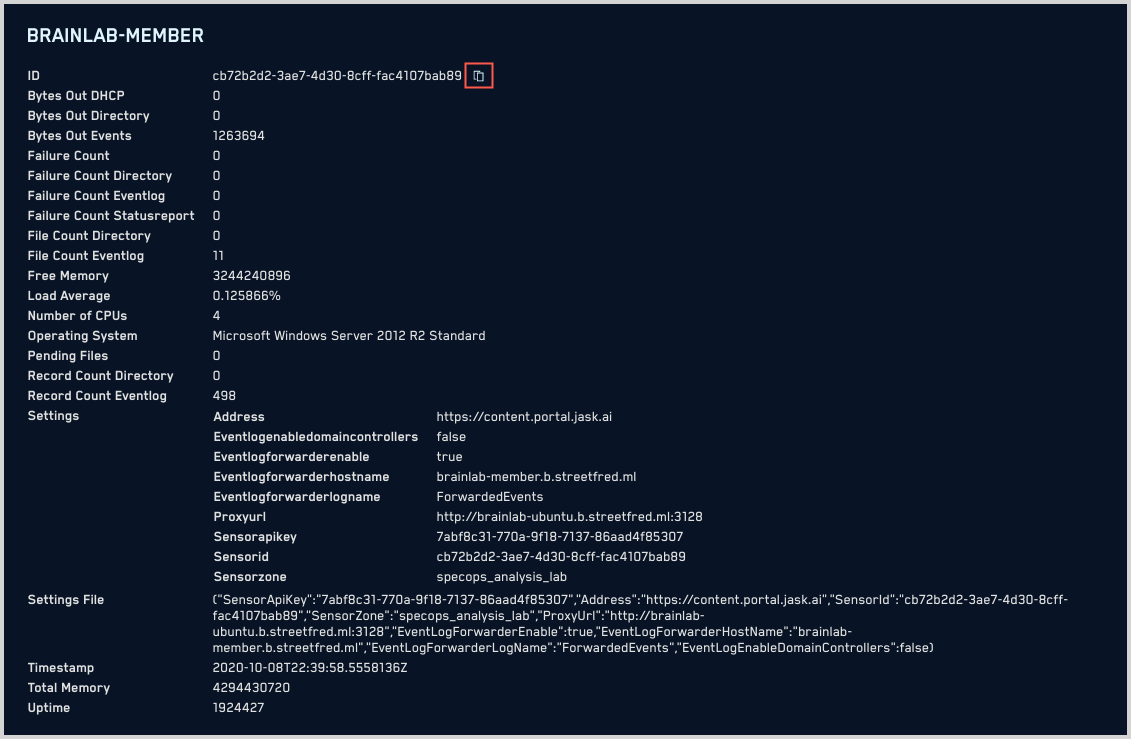 BRAINLAB-MEMBER
ID cb72b2d2-3ae7-4d30-8cff-fac4107bab89
Bytes Out DHCP 0
Bytes Out Directory 0
Bytes Out Events 1263694
Failure Count 0
Failure Count Directory 0
Failure Count Eventlog 0
Failure Count Statusreport 0
File Count Directory 0
File Count Eventlog 11
Free Memory 3244240896
Load Average 0.125866%
Number of CPUs 4
Operating System Microsoft Windows Server 2012 R2 Standard
Pending Files 0
Record Count Directory 0
Record Count Eventlog 498
Settings Address https://content.portal.jask.ai
Eventlogenabledomaincontrollers false
Eventlogforwarderenable true
Eventlogforwarderhostname brainlab-member.b.streetfred.ml
Eventlogforwarderlogname ForwardedEvents
Proxyurl http://brainlab-ubuntu.b.streetfred.ml:3128
Sensorapikey 7abf8c31-770a-9f18-7137-86aad4f85307
Sensorid cb72b2d2-3ae7-4d30-8cff-fac4107bab89
Sensorzone specops_analysis_lab
Settings File {"SensorApiKey":"7abf8c31-770a-9f18-7137-86aad4f85307","Address":"https://content.portal.jask.ai","SensorId":"cb72b2d2-3ae7-4d30-8cff-
fac4107bab89","SensorZone":"specops_analysis_lab","ProxyUrl":"http://brainlab-
ubuntu.b.streetfred.ml:3128","EventLogForwarderEnable":true,"EventLogForwarderHostName":"brainlab-
member.b.streetfred.ml","EventLogForwarderLogName":"ForwardedEvents","EventLogEnableDomainControllers":false}
Timestamp 2020-10-08T22:39:58.5558136Z
Total Memory 4294430720
Uptime 1924427